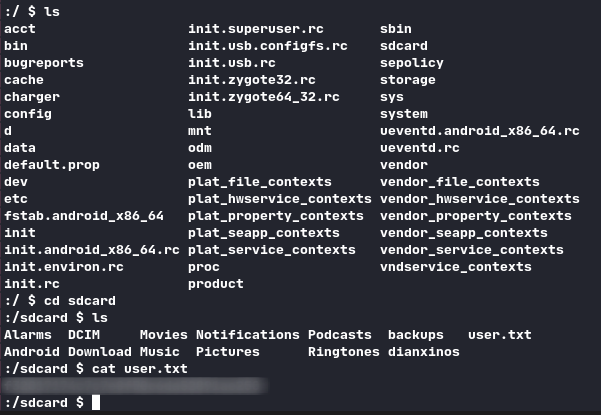 :/ $ ls
acct init.superuser.rc sbin
bin init.usb.configfs.rc sdcard
bugreports init.usb.rc sepolicy
cache init.zygote32.rc storage
charger init.zygote64_32.rc sys
config lib system
d mnt ueventd.android_x86_64.rc
data odm ueventd.rc
default.prop oem vendor
dev plat_file_contexts vendor_file_contexts
etc plat_hwservice_contexts vendor_hwservice_contexts
fstab.android_x86_64 plat_property_contexts vendor_property_contexts
init plat_seapp_contexts vendor_seapp_contexts
init.android_x86_64.rc plat_service_contexts vendor_service_contexts
init.environ.rc proc vndservice_contexts
init.rc product
:/ $ cd sdcard
:/sdcard $ ls
Alarms DCIM Movies Notifications Podcasts backups user.txt
Android Download Music Pictures Ringtones dianxinos
:/sdcard $ cat user.txt
:/sdcard $